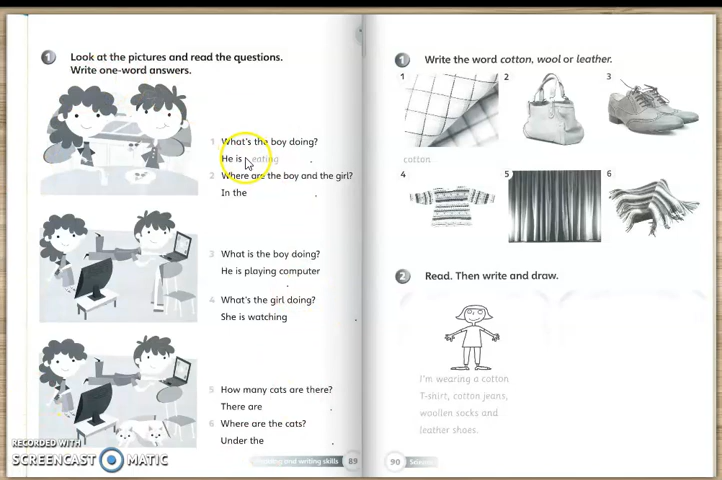 1 Look at the pictures and read the questions.
Write one-word answers.
1 What's the boy doing?
He is eating .
2 Where are the boy and the girl?
In the .
3 What is the boy doing?
He is playing computer
.
4 What's the girl doing?
She is watching .
5 How many cats are there?
There are .
6 Where are the cats?
Under the .
Reading and writing skills 89
1 Write the word cotton, wool or leather.
1 2 3
cotton
4 5 6
2 Read. Then write and draw.
I'm wearing a cotton
T-shirt, cotton jeans,
woollen socks and
leather shoes.
90 Science
RECORDED WITH
SCREENCAST MATIC